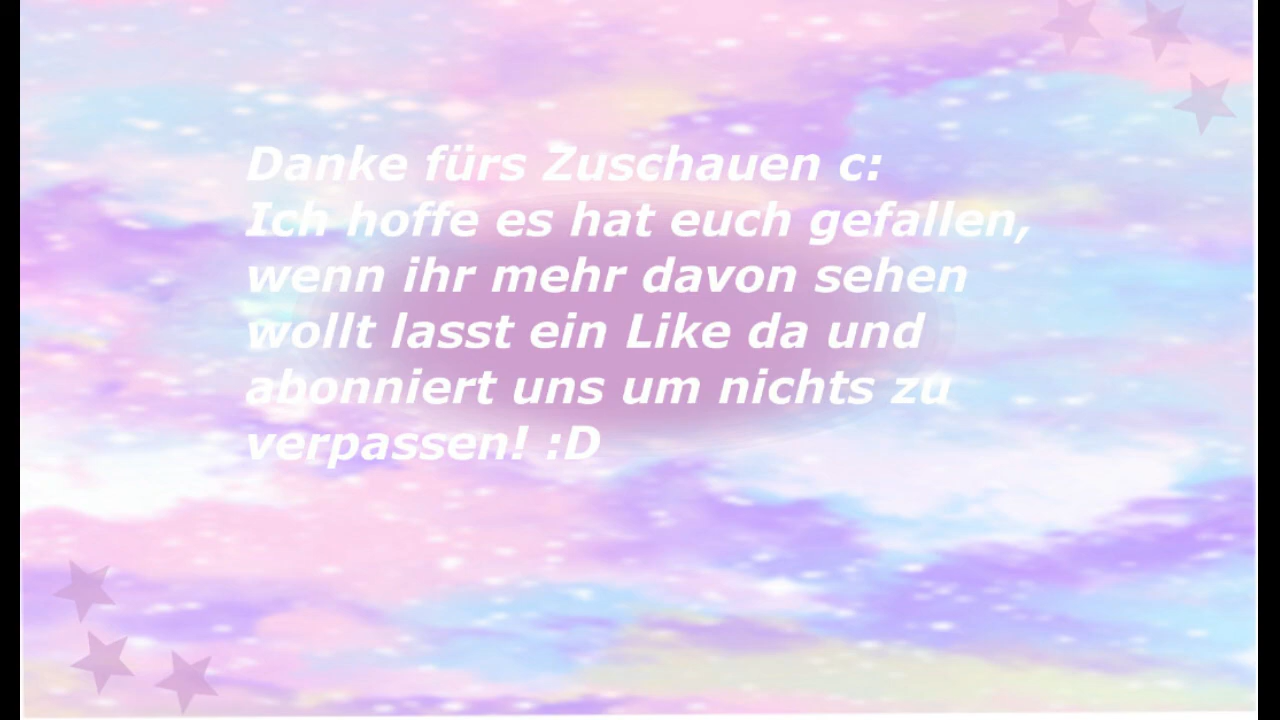 Danke fürs Zuschauen c:
Ich hoffe es hat euch gefallen,
wenn ihr mehr davon sehen
wollt lasst ein Like da und
abonniert uns um nichts zu
verpassen! :D